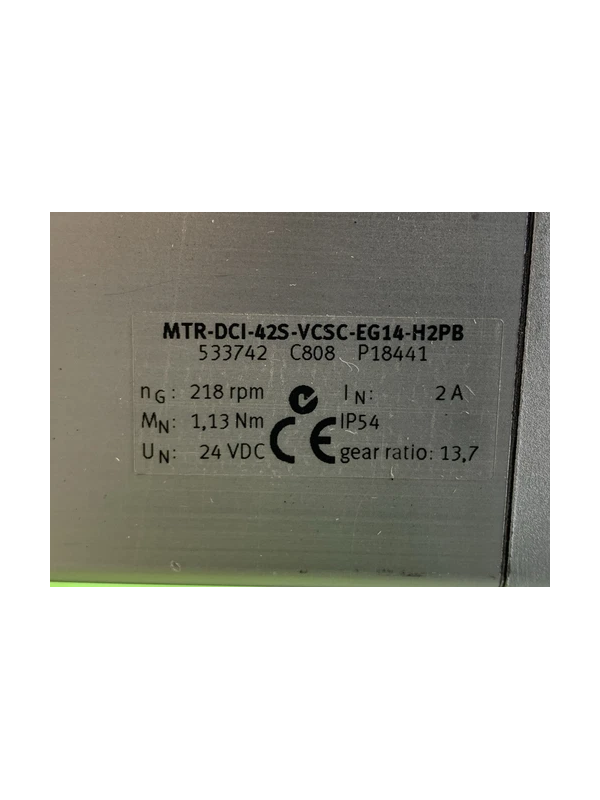 MTR-DCI-42S-VCSC-EG14-H2PB
533742 C808 P18441
nG: 218 rpm IN: 2 A
MN: 1,13 Nm IP54
UN: 24 VDC CE gear ratio: 13,7